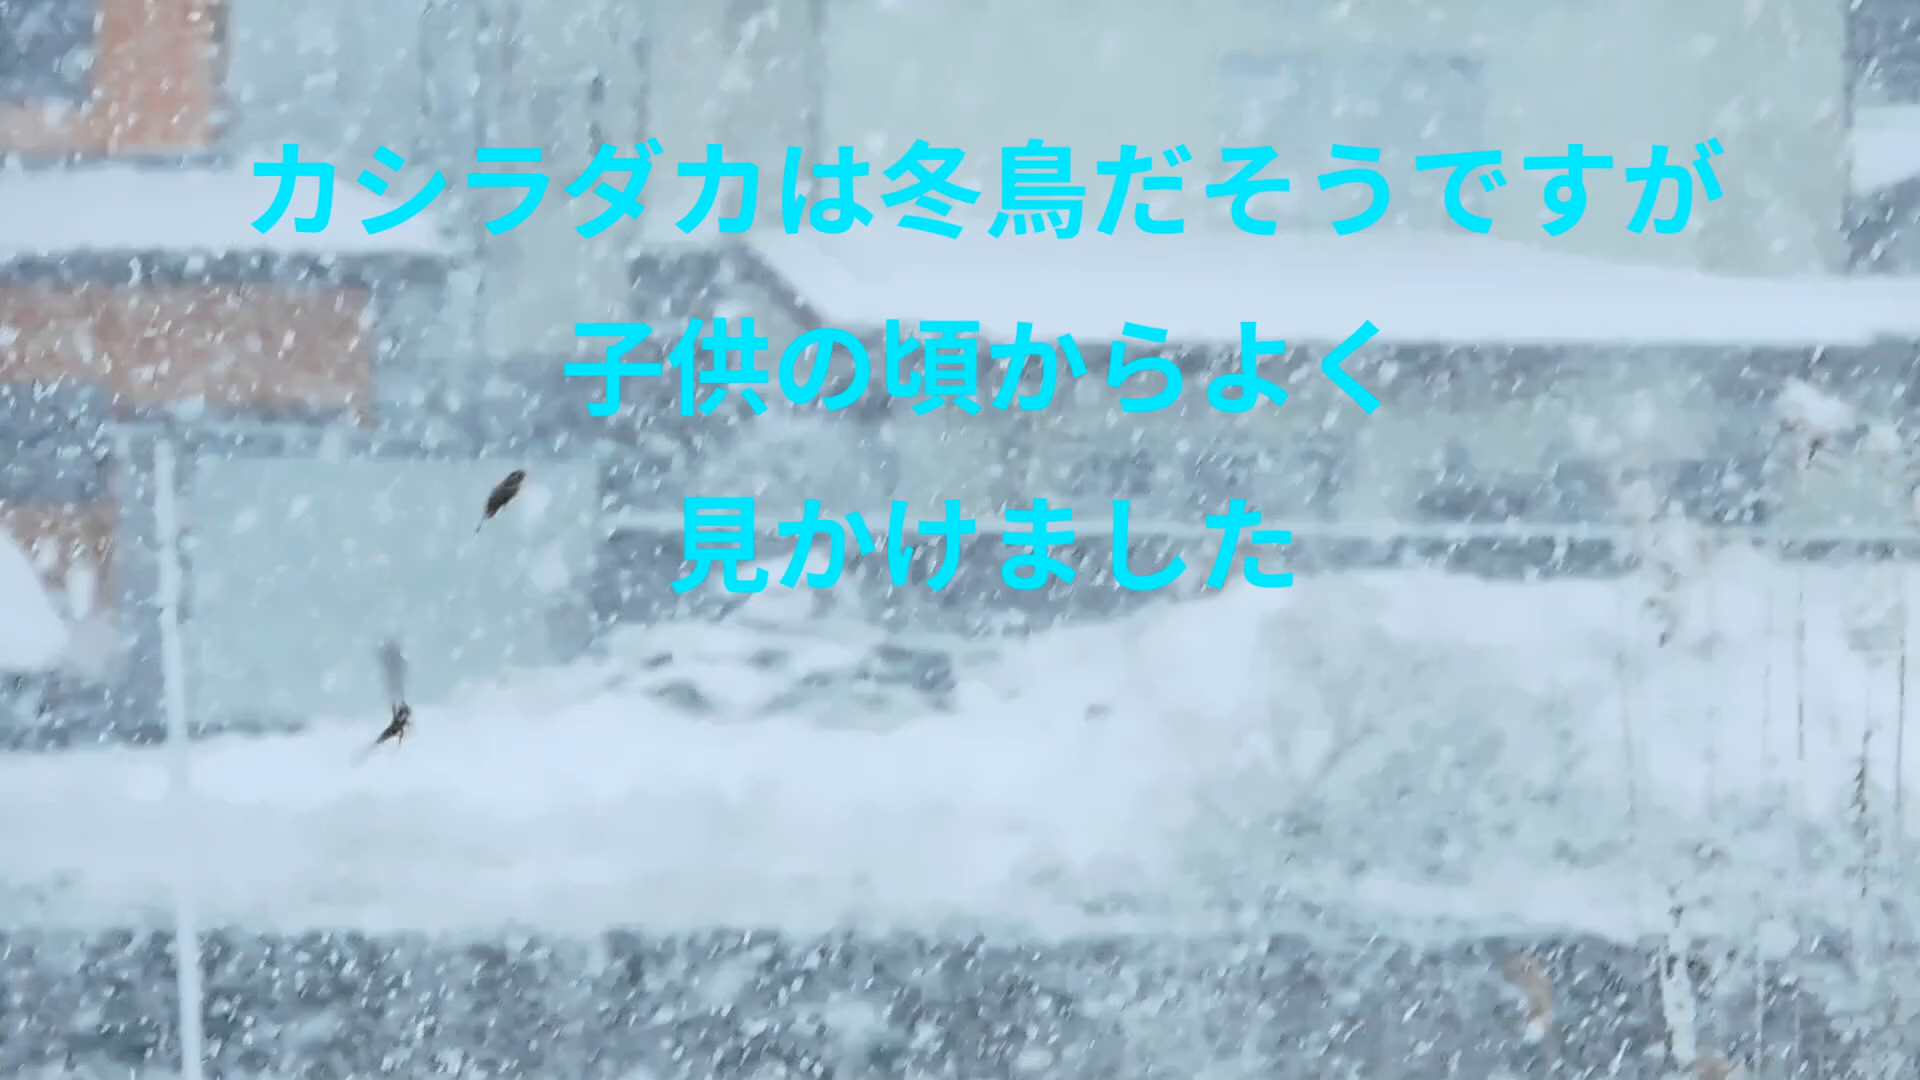 カシラダカは冬鳥だそうですが
子供の頃からよく
見かけました